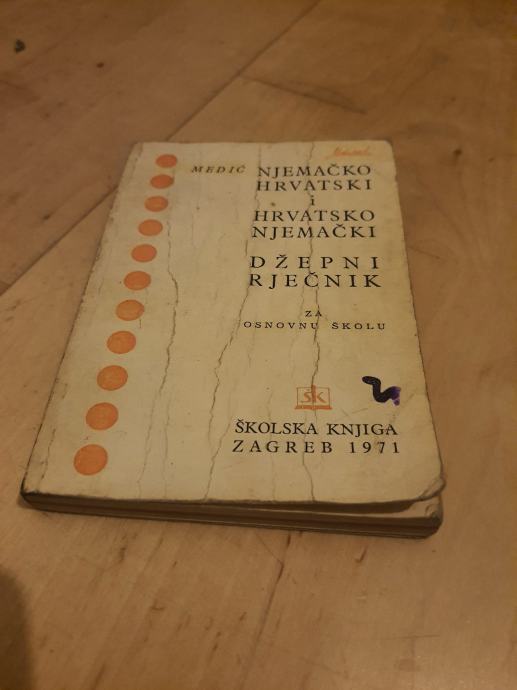 MEDIĆ NJEMAČKO
HRVATSKI
i
HRVATSKO
NJEMAČKI
DŽEPNI
RJEČNIK
ZA
OSNOVNU ŠKOLU
ŠK
ŠKOLSKA KNJIGA
ZAGREB 1971